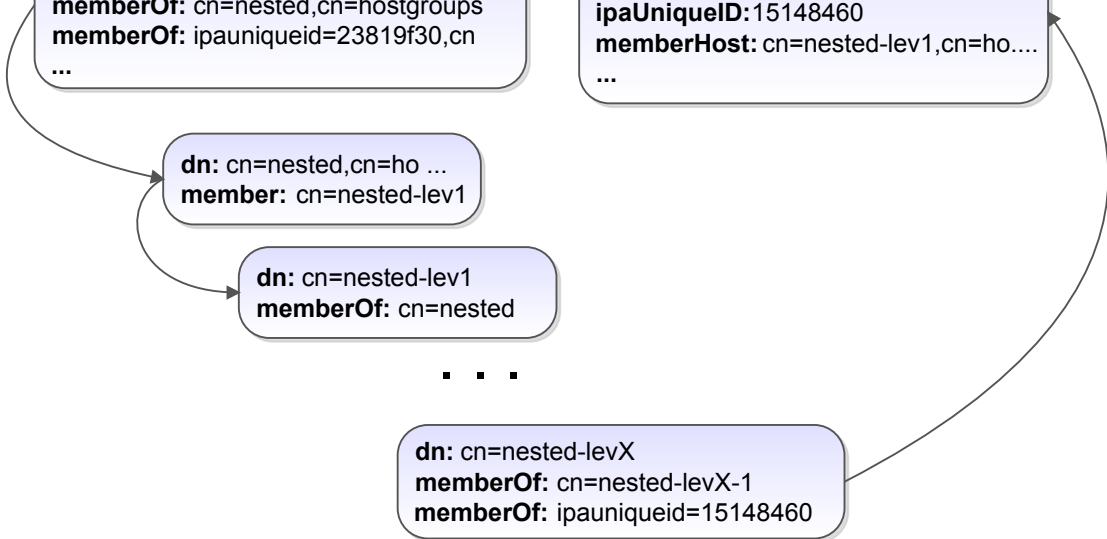 memberOf: cn=nested,cn=hostgroups
memberOf: ipauniqueid=23819f30,cn
...
ipaUniqueID:15148460
memberHost: cn=nested-lev1,cn=ho....
...
dn: cn=nested,cn=ho ...
member: cn=nested-lev1
dn: cn=nested-lev1
memberOf: cn=nested
. . .
dn: cn=nested-levX
memberOf: cn=nested-levX-1
memberOf: ipauniqueid=15148460